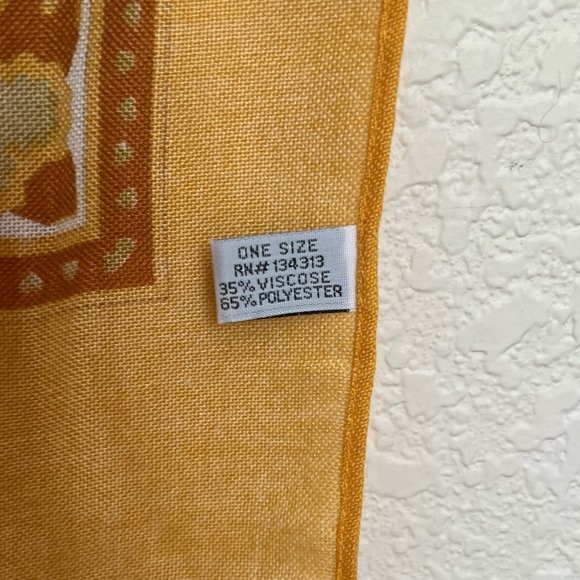 ONE SIZE
RN# 134313
35% VISCOSE
65% POLYESTER